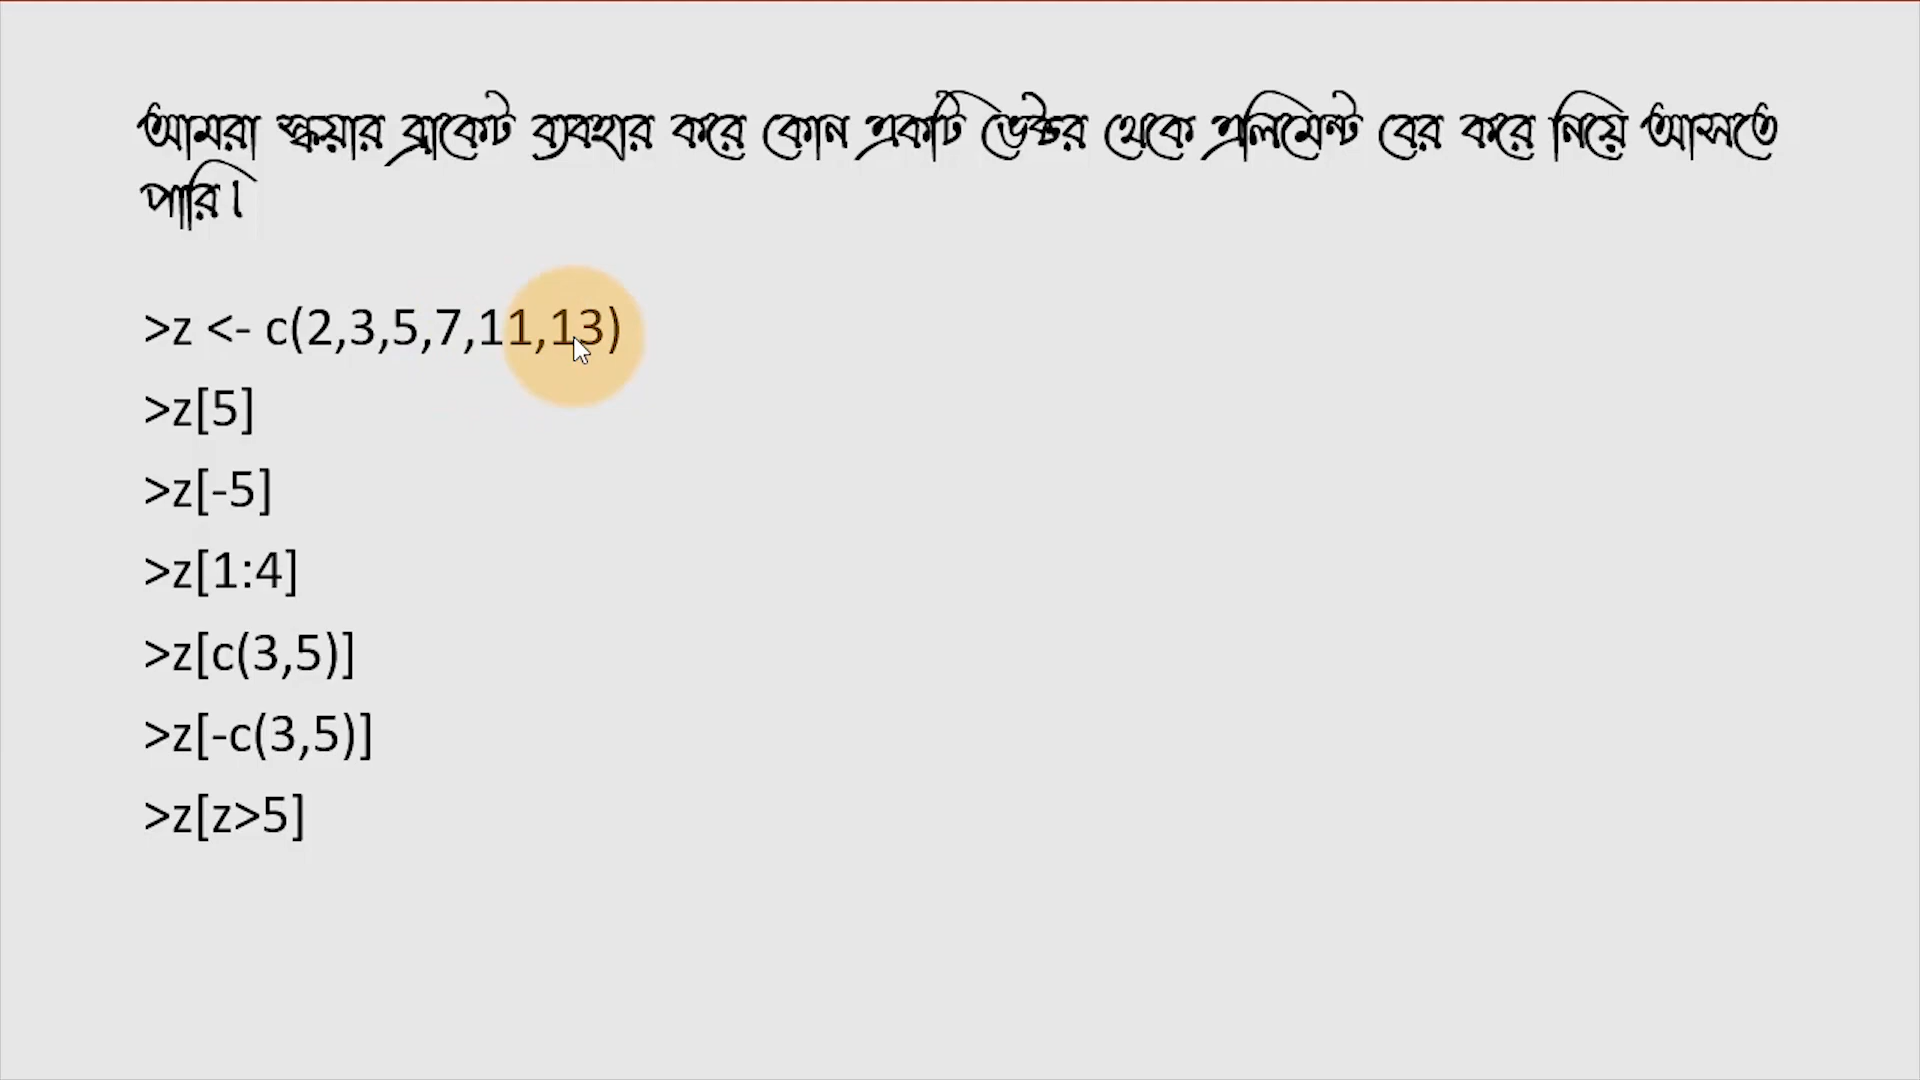 আমরা স্কয়ার ব্রাকেট ব্যবহার করে কোন একটি ভেক্টর থেকে এলিমেন্ট বের করে নিয়ে আসতে
পারি।
>z <- c(2,3,5,7,11,13)
>z[5]
>z[-5]
>z[1:4]
>z[c(3,5)]
>z[-c(3,5)]
>z[z>5]